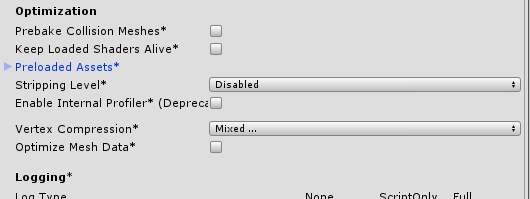 Optimization
Prebake Collision Meshes*
Keep Loaded Shaders Alive*
Preloaded Assets*
Stripping Level* Disabled
Enable Internal Profiler* (Depreca
Vertex Compression* Mixed ...
Optimize Mesh Data*
Logging*
Log Type None ScriptOnly Full